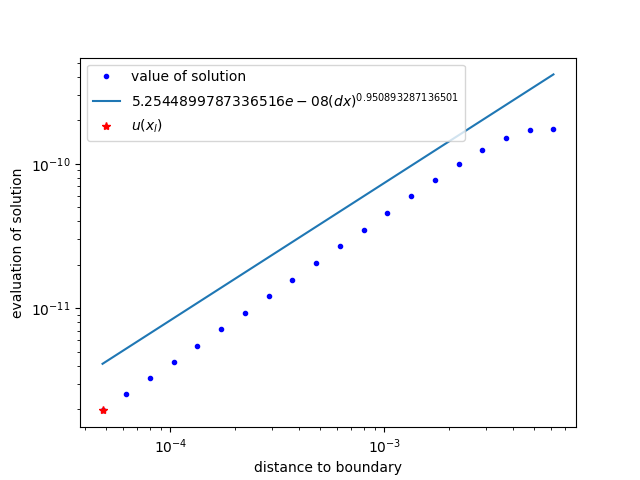 value of solution
5.2544899787336516e − 08(dx)^0.950893287136501
u(x_l)
10^−10
10^−11
evaluation of solution
10^−4
10^−3
distance to boundary